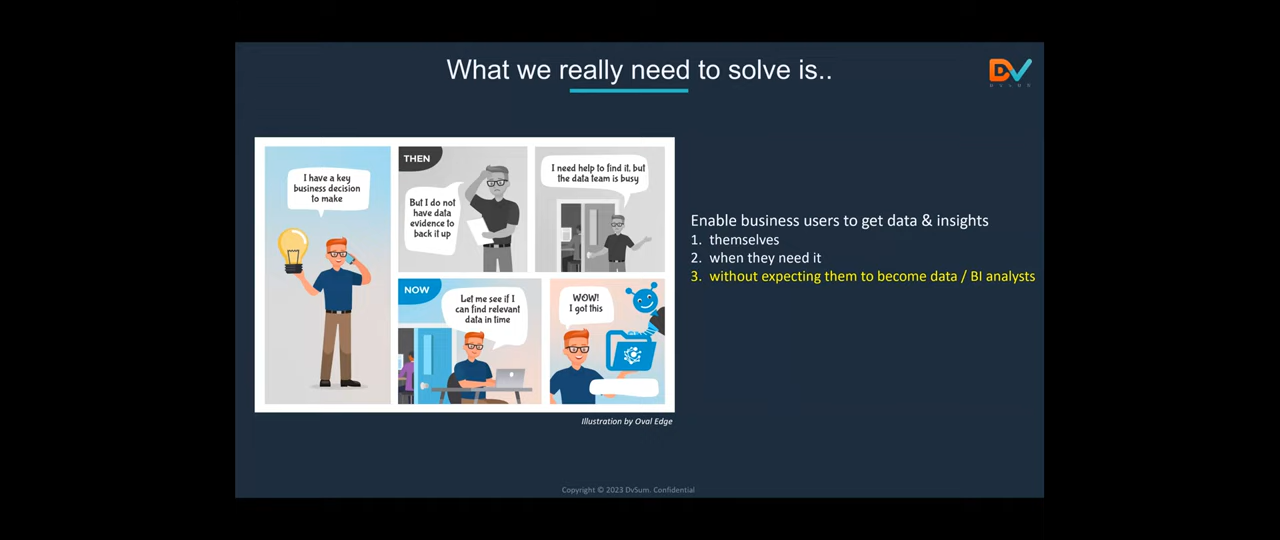 What we really need to solve is..
DV
DVSUM
I have a key
business decision
to make
THEN
But I do not
have data
evidence to
back it up
I need help to find it, but
the data team is busy
NOW
Let me see if I
can find relevant
data in time
WOW!
I got this
Illustration by Oval Edge
Enable business users to get data & insights
1. themselves
2. when they need it
3. without expecting them to become data / BI analysts
Copyright © 2023 DvSum. Confidential